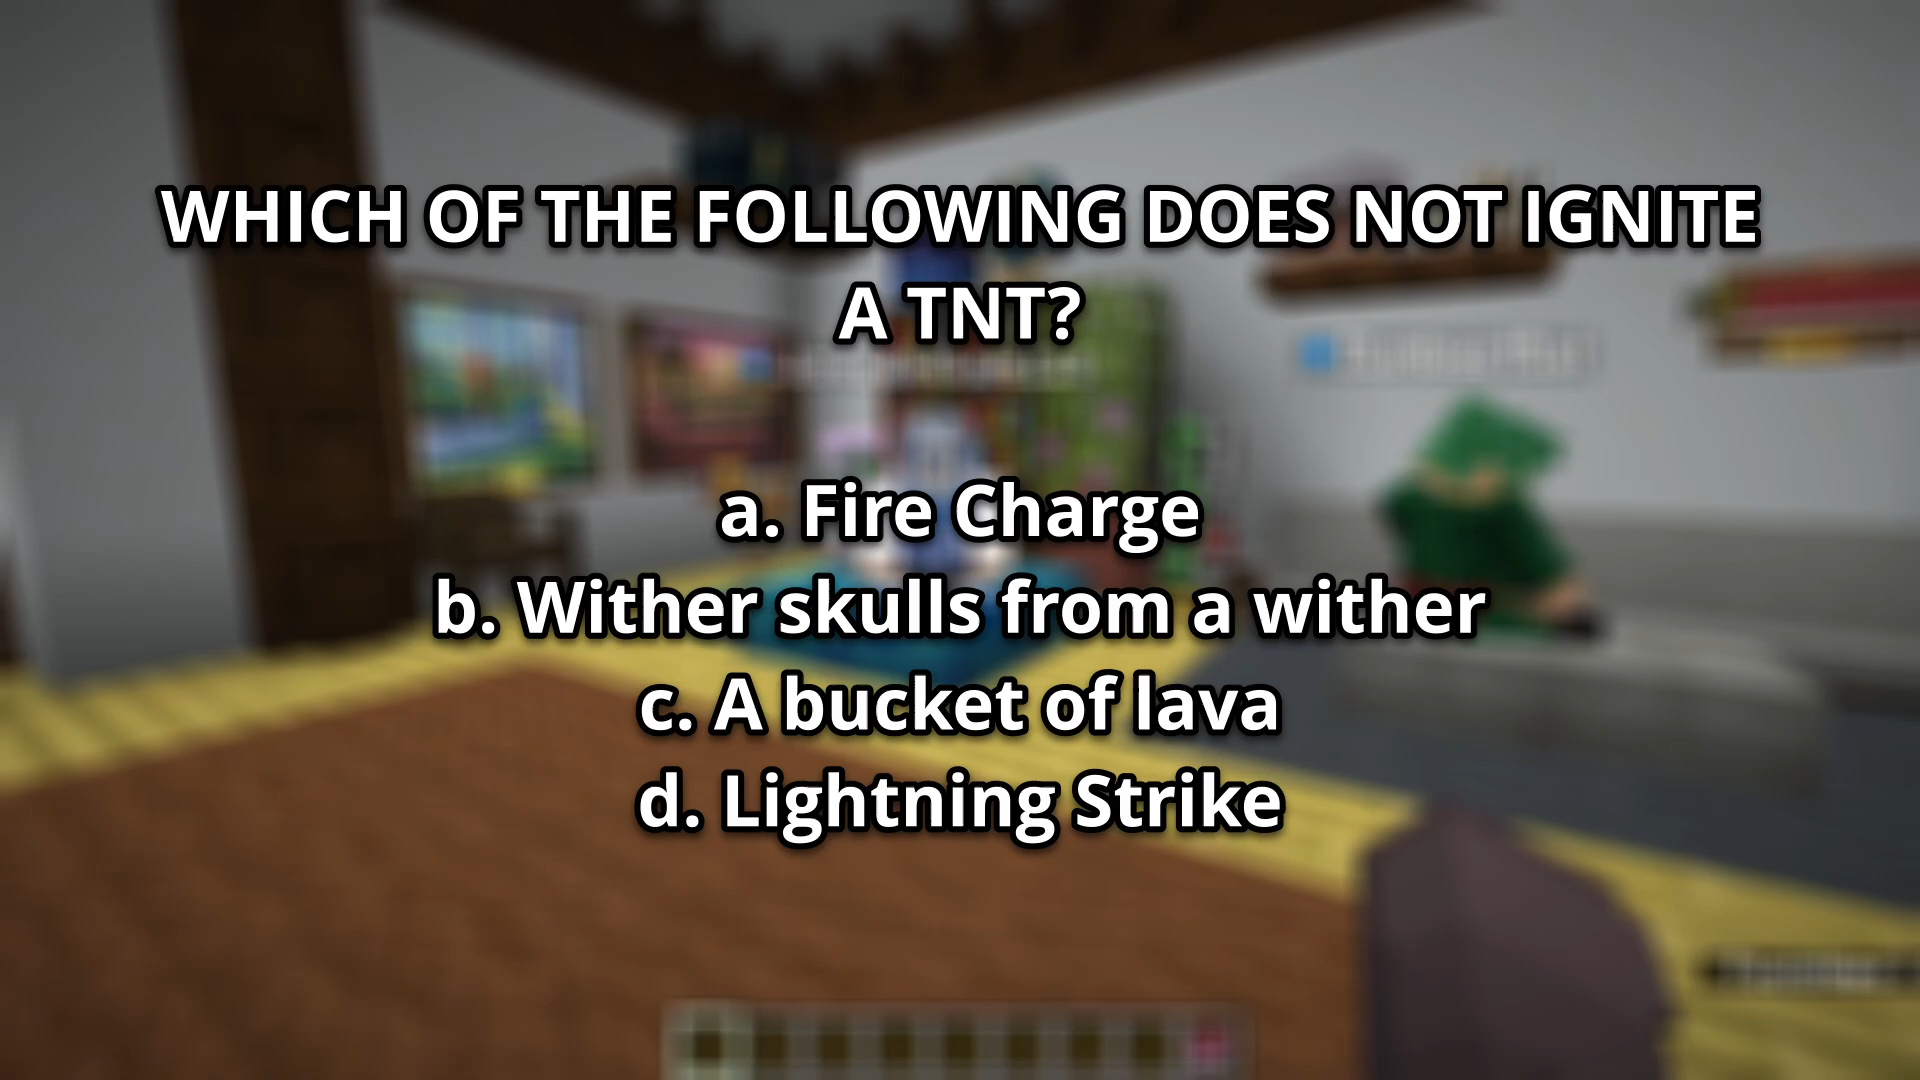 WHICH OF THE FOLLOWING DOES NOT IGNITE
A TNT?
a. Fire Charge
b. Wither skulls from a wither
c. A bucket of lava
d. Lightning Strike